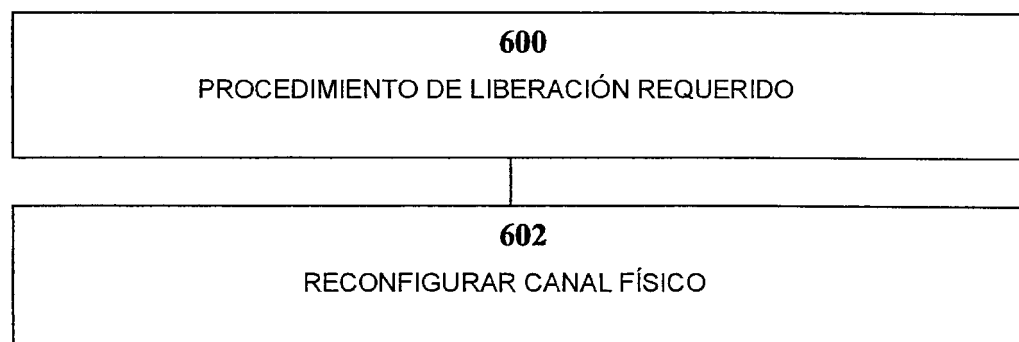 600
PROCEDIMIENTO DE LIBERACIÓN REQUERIDO
602
RECONFIGURAR CANAL FÍSICO